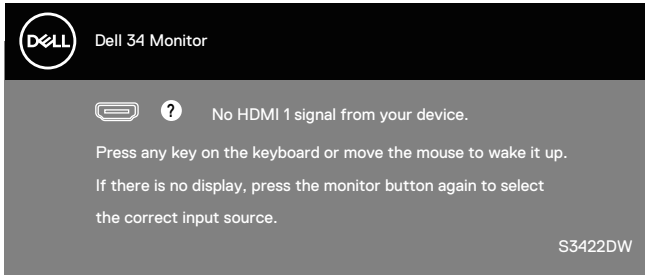 DELL
Dell 34 Monitor
? No HDMI 1 signal from your device.
Press any key on the keyboard or move the mouse to wake it up.
If there is no display, press the monitor button again to select
the correct input source.
S3422DW